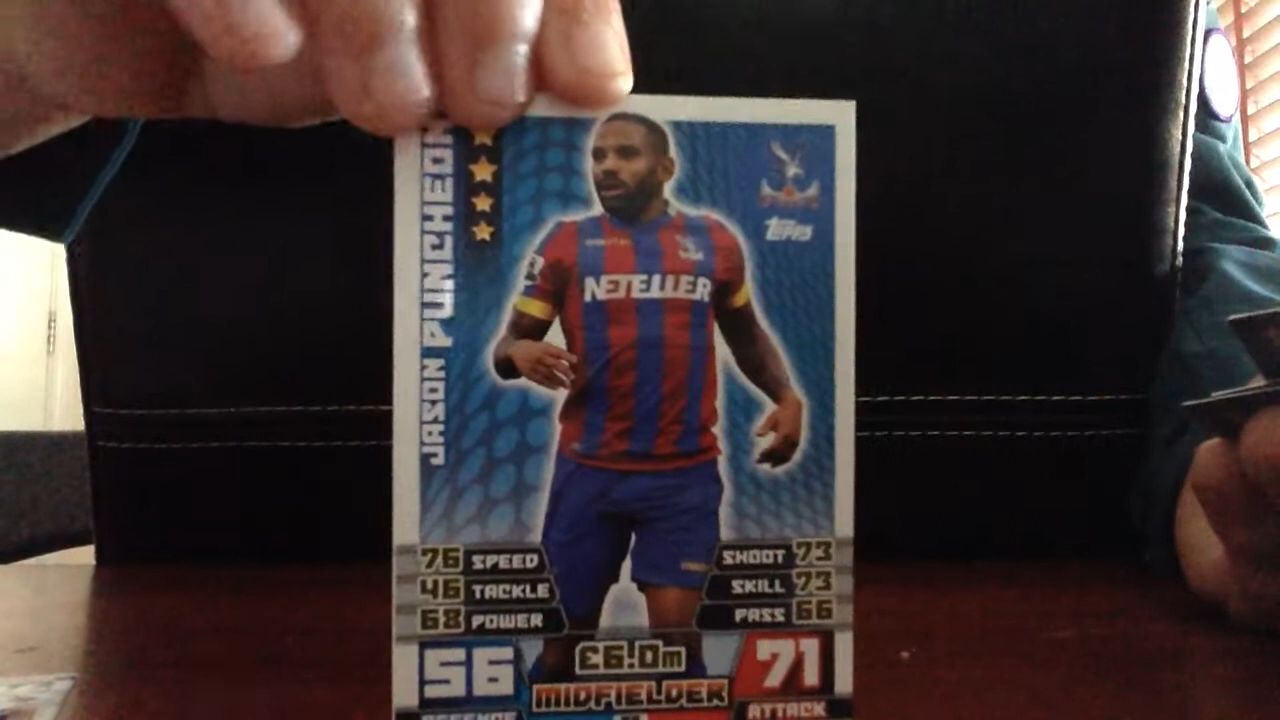 JASON PUNCHEON
TOPPS
NETELLER
76 SPEED
46 TACKLE
68 POWER
SHOOT 73
SKILL 73
PASS 66
56
DEFENCE
£6.0m
MIDFIELDER
71
ATTACK